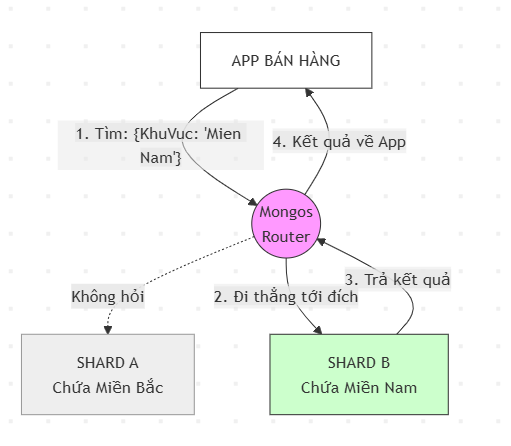 APP BÁN HÀNG
1. Tìm: {KhuVuc: 'Mien
Nam'}
4. Kết quả về App
Mongos
Router
Không hỏi
2. Đi thẳng tới đích
3. Trả kết quả
SHARD A
Chứa Miền Bắc
SHARD B
Chứa Miền Nam